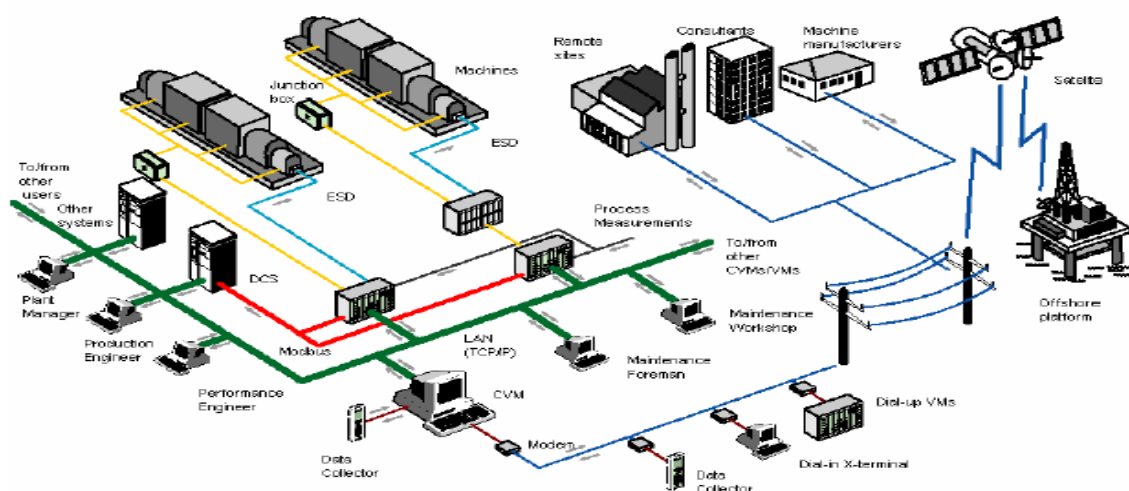 Remote
sites
Consultants
Machine
manufacturers
Satelite
Machines
Junction
box
ESD
ESD
To/from
other
users
Other
systems
Process
Measurements
To/from
other
CVMs/VMs
DCS
Plant
Manager
Production
Engineer
Modbus
LAN
(TCP/IP)
Maintenance
Workshop
Offshore
platform
Maintenance
Foreman
Performance
Engineer
CVM
Dial-up VMs
Modem
Data
Collector
Data
Collector
Dial-in X-terminal